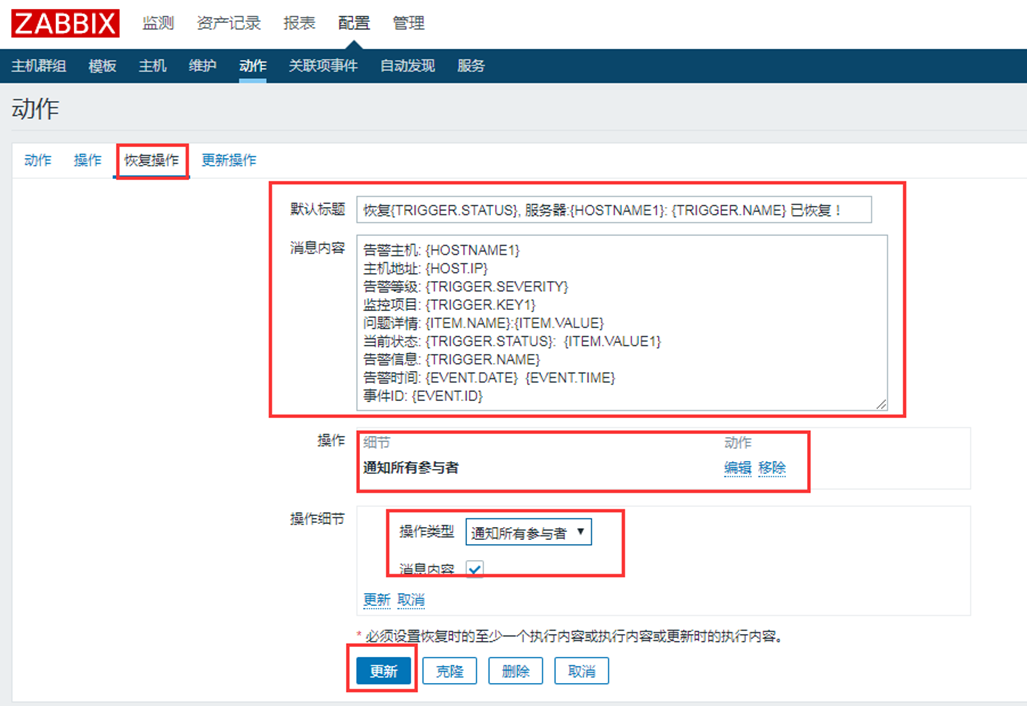 ZABBIX 监测 资产记录 报表 配置 管理
主机群组 模板 主机 维护 动作 关联项事件 自动发现 服务
动作
动作 操作 恢复操作 更新操作
默认标题 恢复{TRIGGER.STATUS}, 服务器:{HOSTNAME1}: {TRIGGER.NAME} 已恢复！
消息内容 告警主机: {HOSTNAME1}
主机地址: {HOST.IP}
告警等级: {TRIGGER.SEVERITY}
监控项目: {TRIGGER.KEY1}
问题详情: {ITEM.NAME}:{ITEM.VALUE}
当前状态: {TRIGGER.STATUS}: {ITEM.VALUE1}
告警信息: {TRIGGER.NAME}
告警时间: {EVENT.DATE} {EVENT.TIME}
事件ID: {EVENT.ID}
操作 细节 动作
通知所有参与者 编辑 移除
操作细节 操作类型 通知所有参与者
消息内容
更新 取消
* 必须设置恢复时的至少一个执行内容或执行内容或更新时的执行内容。
更新 克隆 删除 取消